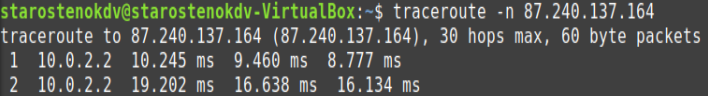 starostenokdv@starostenokdv-VirtualBox:~$ traceroute -n 87.240.137.164
traceroute to 87.240.137.164 (87.240.137.164), 30 hops max, 60 byte packets
 1  10.0.2.2  10.245 ms  9.460 ms  8.777 ms
 2  10.0.2.2  19.202 ms  16.638 ms  16.134 ms